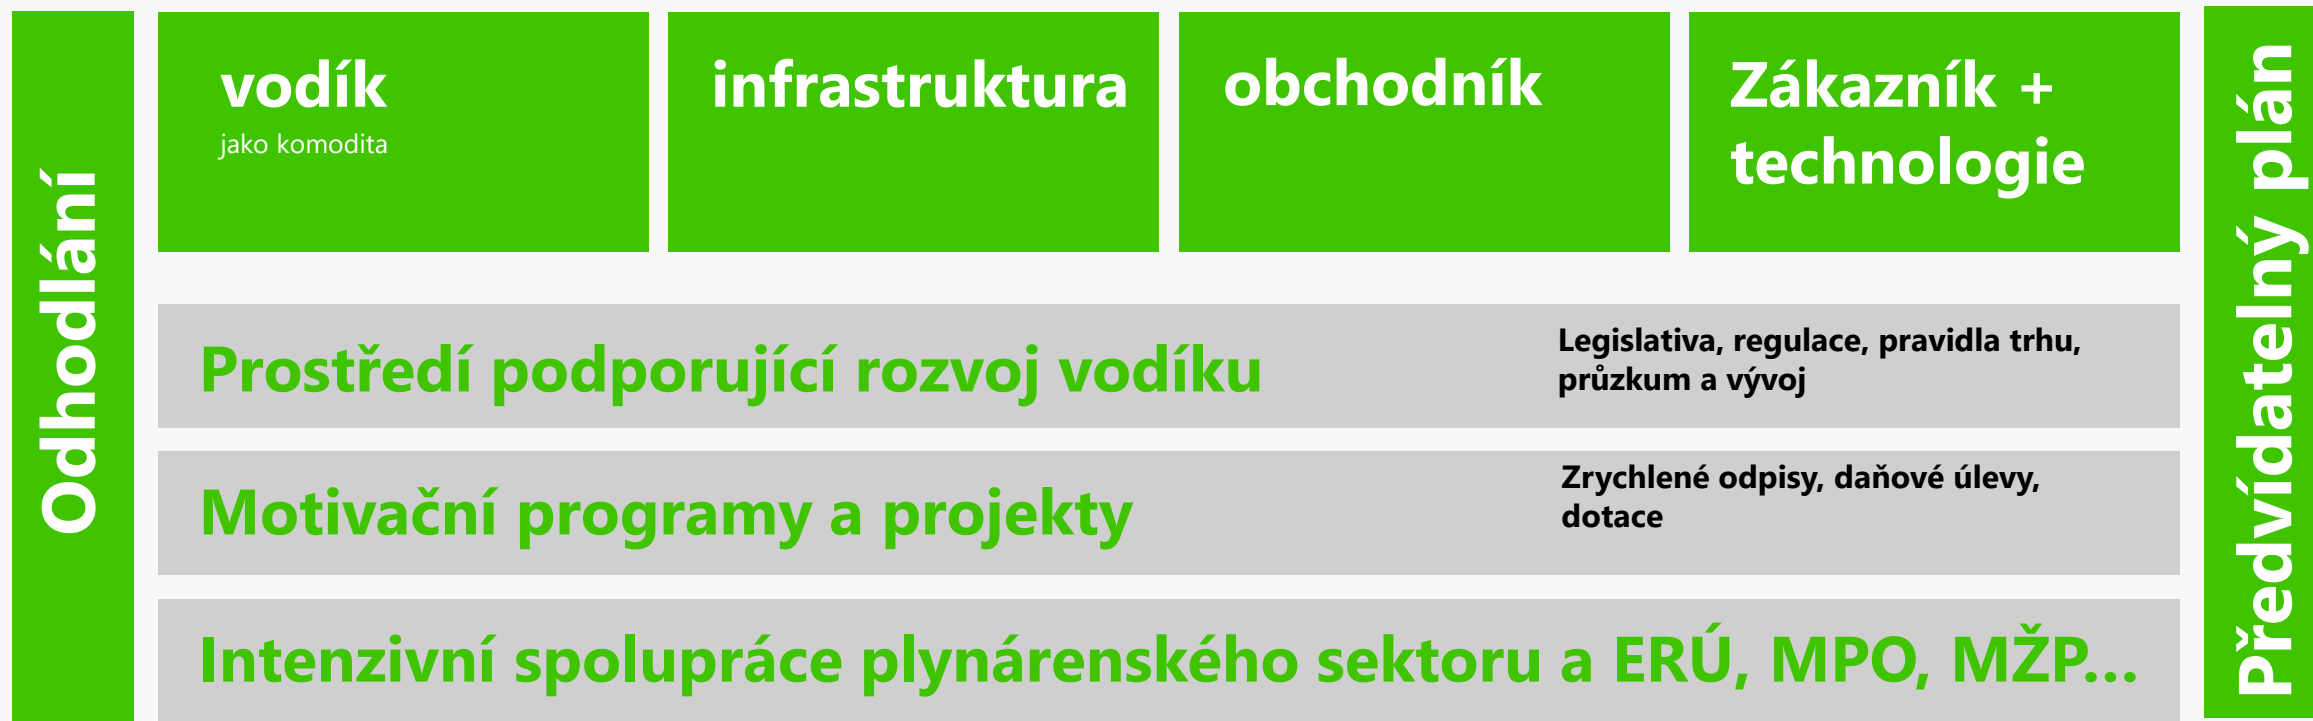 Odhodlání
vodík
jako komodita
infrastruktura
obchodník
Zákazník +
technologie
Prostředí podporující rozvoj vodíku
Legislativa, regulace, pravidla trhu,
průzkum a vývoj
Motivační programy a projekty
Zrychlené odpisy, daňové úlevy,
dotace
Intenzivní spolupráce plynárenského sektoru a ERÚ, MPO, MŽP...
Předvídatelný plán